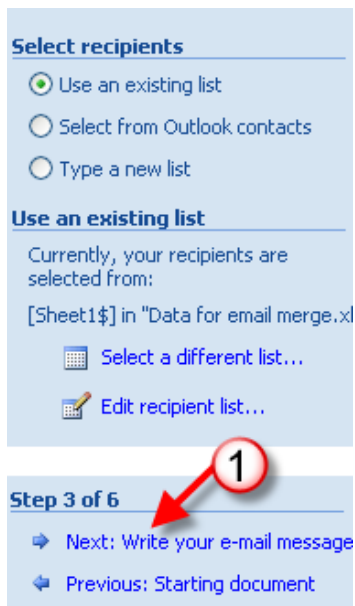 Select recipients
Use an existing list
Select from Outlook contacts
Type a new list
Use an existing list
Currently, your recipients are
selected from:
[Sheet1$] in "Data for email merge.xl
Select a different list...
Edit recipient list...
1
Step 3 of 6
Next: Write your e-mail message
Previous: Starting document